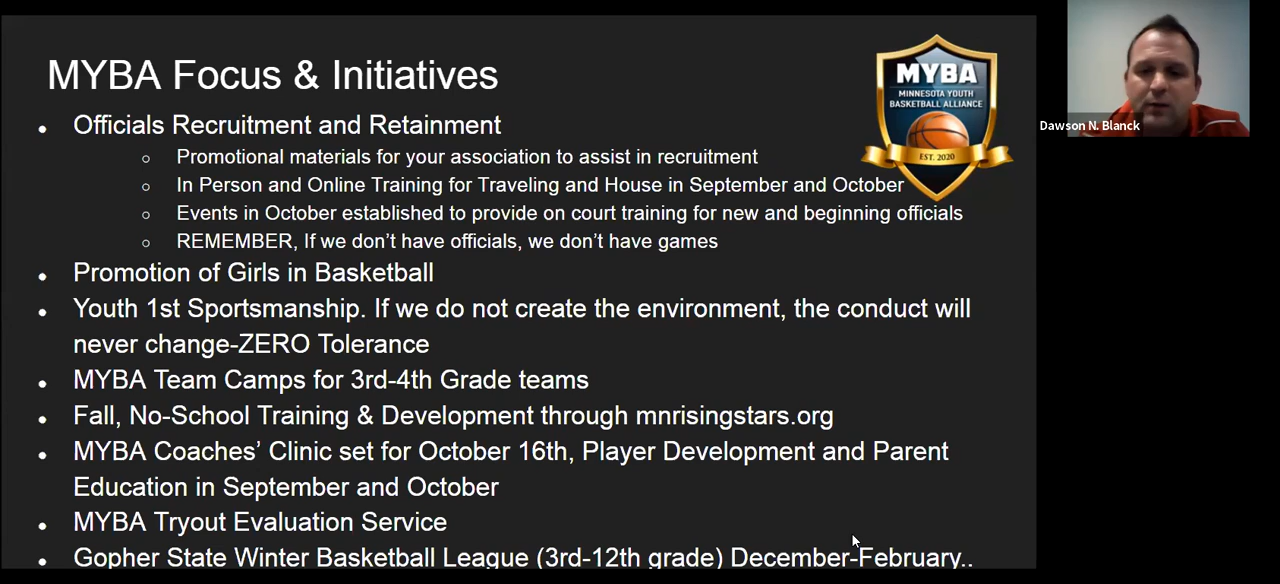 MYBA Focus & Initiatives
MYBA
MINNESOTA YOUTH
BASKETBALL ALLIANCE
EST. 2020
Dawson N. Blanck
• Officials Recruitment and Retainment
○ Promotional materials for your association to assist in recruitment
○ In Person and Online Training for Traveling and House in September and October
○ Events in October established to provide on court training for new and beginning officials
○ REMEMBER, If we don’t have officials, we don’t have games
• Promotion of Girls in Basketball
• Youth 1st Sportsmanship. If we do not create the environment, the conduct will
never change-ZERO Tolerance
• MYBA Team Camps for 3rd-4th Grade teams
• Fall, No-School Training & Development through mnrisingstars.org
• MYBA Coaches’ Clinic set for October 16th, Player Development and Parent
Education in September and October
• MYBA Tryout Evaluation Service
• Gopher State Winter Basketball League (3rd-12th grade) December-February..